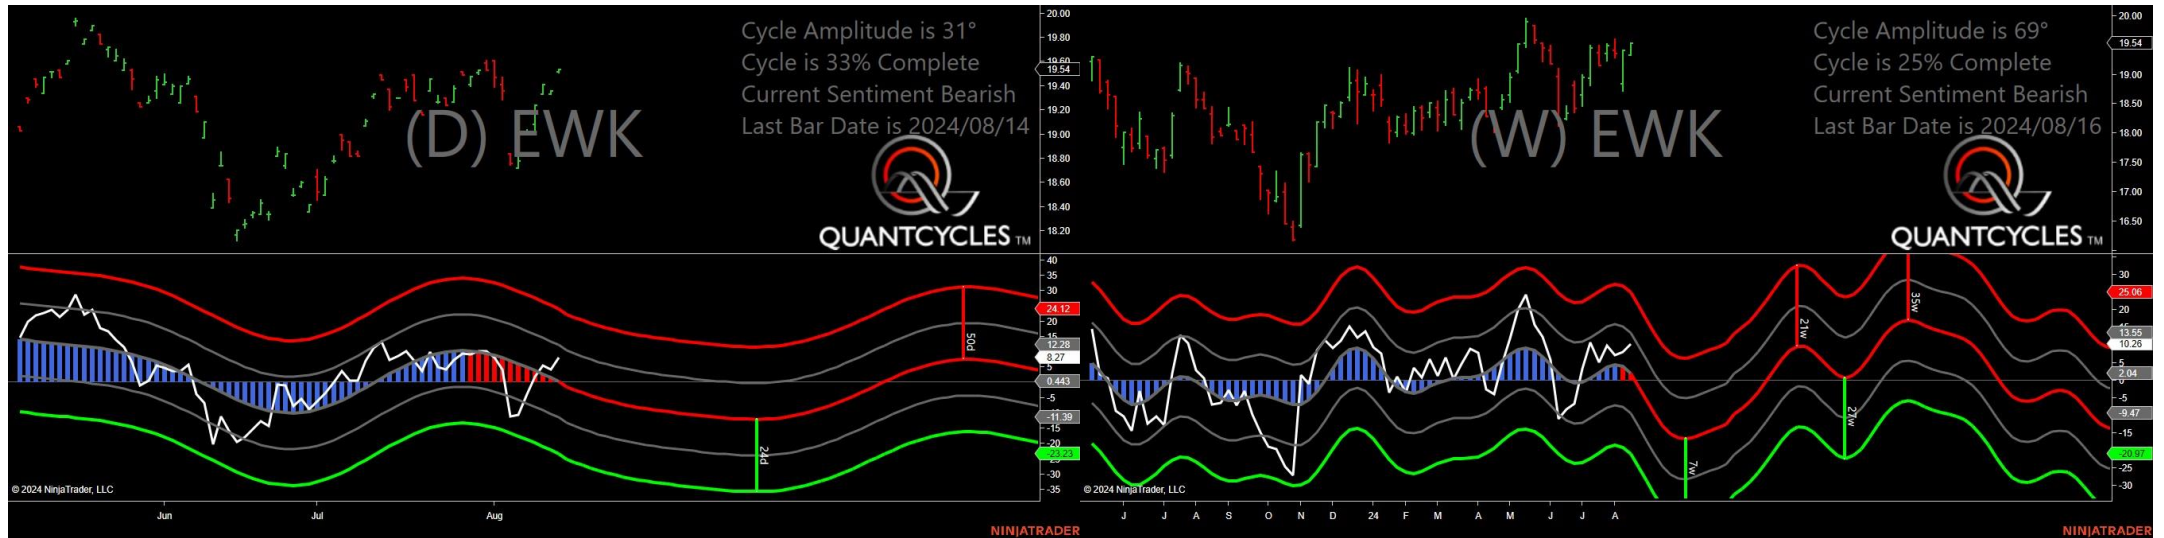 Cycle Amplitude is 31°
Cycle is 33% Complete
Current Sentiment Bearish
Last Bar Date is 2024/08/14
(D) EWK
QUANTCYCLES TM
20.00
19.80
19.60
19.54
19.40
19.20
19.00
18.80
18.60
18.40
18.20
40
35
30
24.12
20
15
12.28
8.27
5
0.443
-5
-11.39
-15
-20
-23.23
-30
-35
50d
24d
© 2024 NinjaTrader, LLC
Jun Jul Aug
NINJATRADER
Cycle Amplitude is 69°
Cycle is 25% Complete
Current Sentiment Bearish
Last Bar Date is 2024/08/16
(W) EWK
QUANTCYCLES TM
20.00
19.54
19.00
18.50
18.00
17.50
17.00
16.50
30
25.06
20
13.55
10.26
5
2.04
-5
-9.47
-15
-20.97
-25
-30
7w
21w
27w
35w
© 2024 NinjaTrader, LLC
J J A S O N D 24 F M A M J J A
NINJATRADER